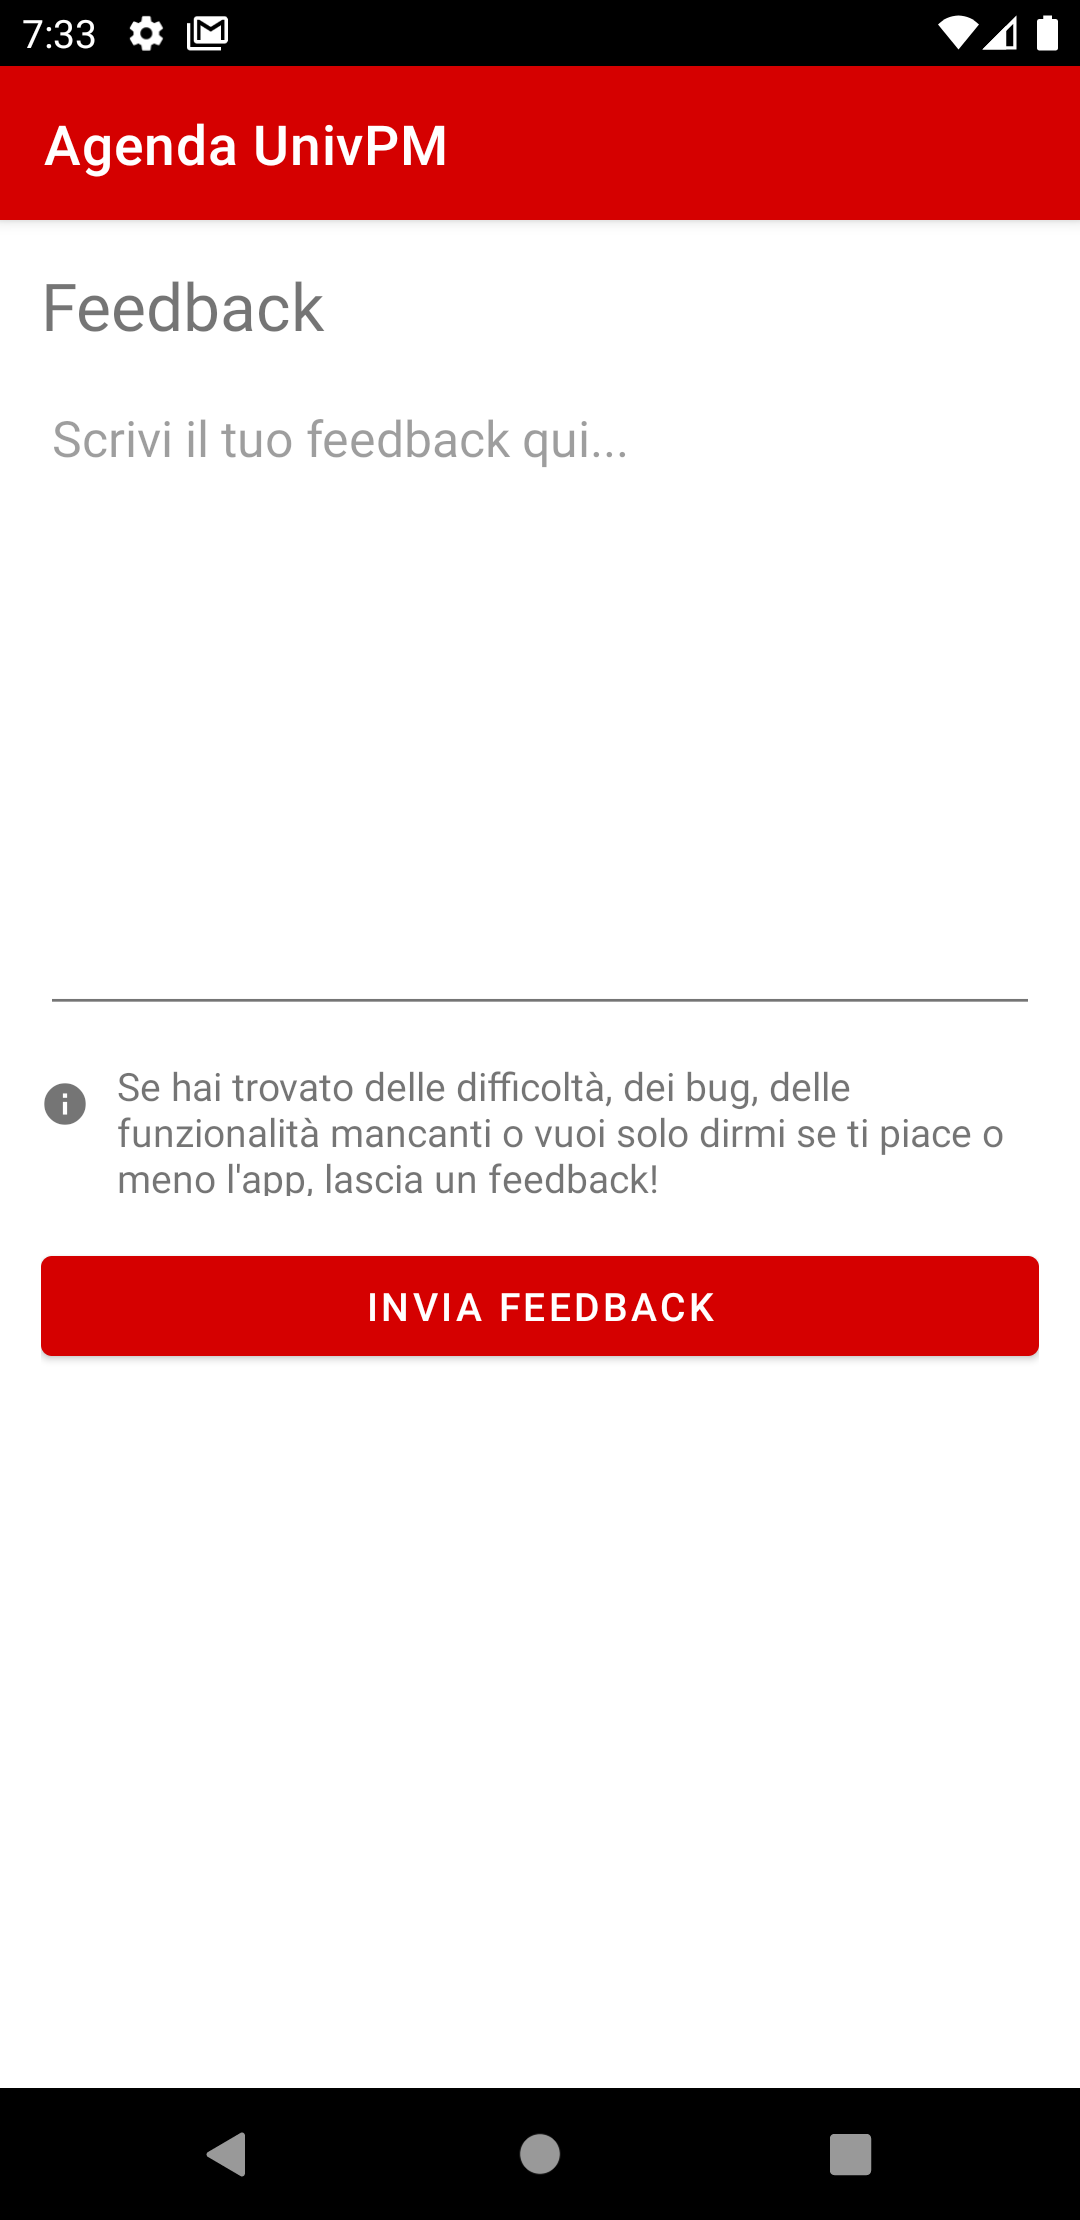 7:33
Agenda UnivPM
Feedback
Scrivi il tuo feedback qui...
Se hai trovato delle difficoltà, dei bug, delle
funzionalità mancanti o vuoi solo dirmi se ti piace o
meno l'app, lascia un feedback!
INVIA FEEDBACK